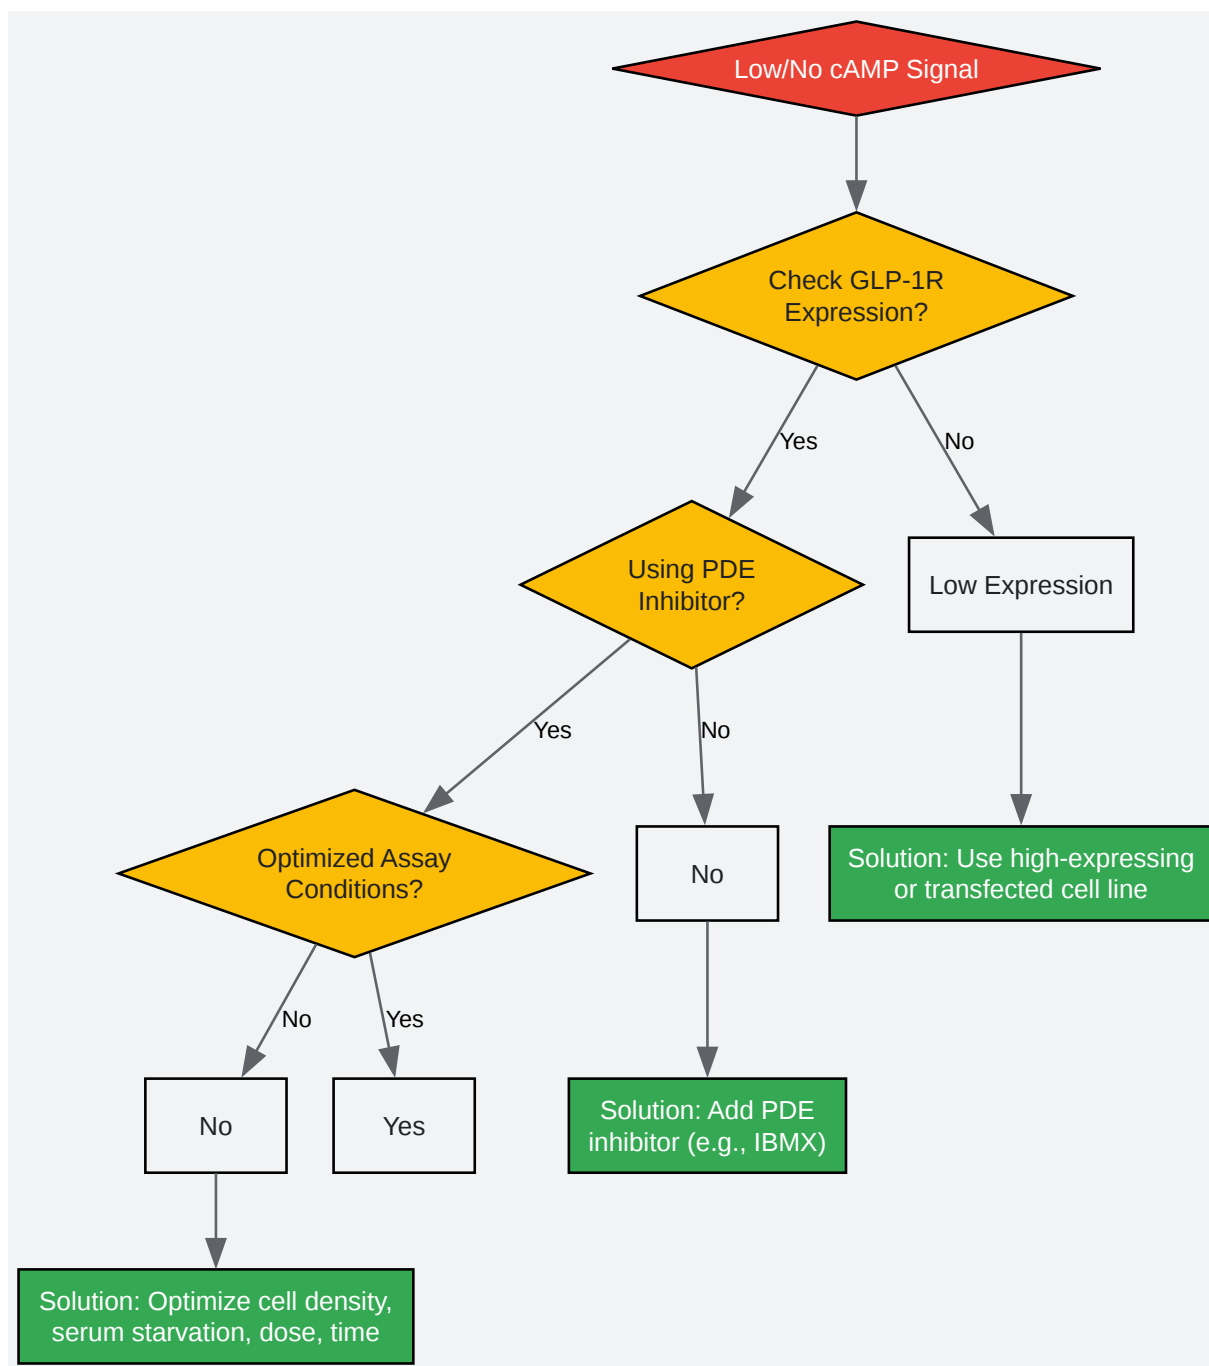 Low/No cAMP Signal
Check GLP-1R
Expression?
Yes
No
Using PDE
Inhibitor?
Low Expression
Yes
No
Optimized Assay
Conditions?
No
Solution: Use high-expressing
or transfected cell line
No
Yes
No
Yes
Solution: Add PDE
inhibitor (e.g., IBMX)
Solution: Optimize cell density,
serum starvation, dose, time